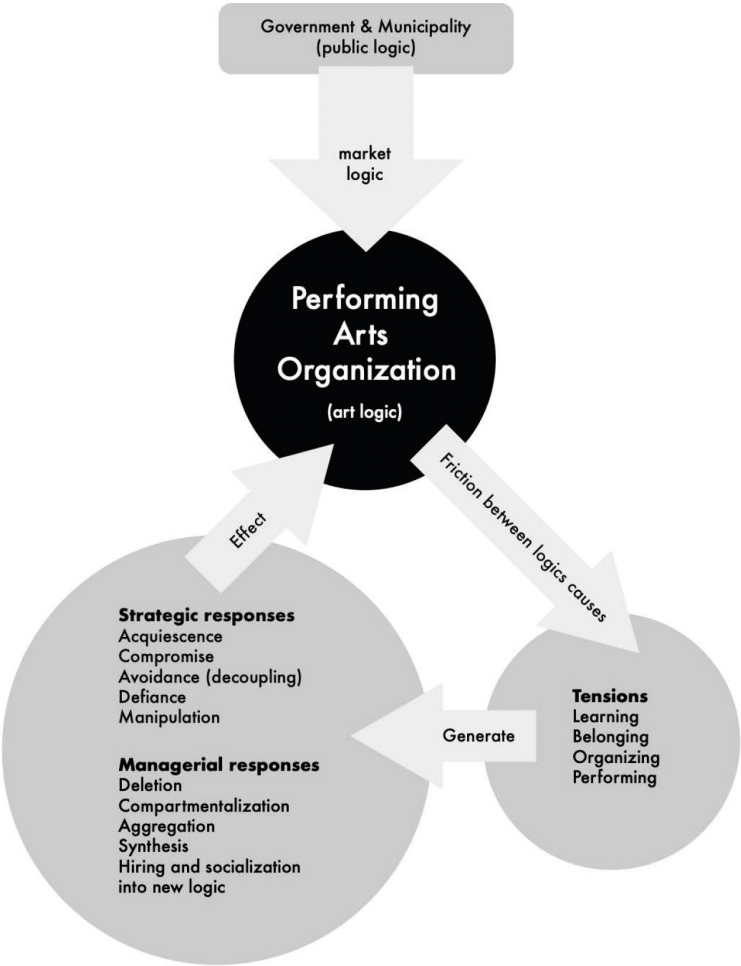 Government & Municipality
(public logic)
market
logic
Performing
Arts
Organization
(art logic)
Friction between logics causes
Effect
Strategic responses
Acquiescence
Compromise
Avoidance (decoupling)
Defiance
Manipulation
Managerial responses
Deletion
Compartmentalization
Aggregation
Synthesis
Hiring and socialization
into new logic
Generate
Tensions
Learning
Belonging
Organizing
Performing